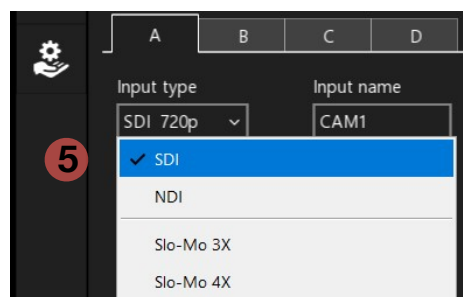 A B C D
Input type Input name
SDI 720p CAM1
5 SDI
NDI
Slo-Mo 3X
Slo-Mo 4X